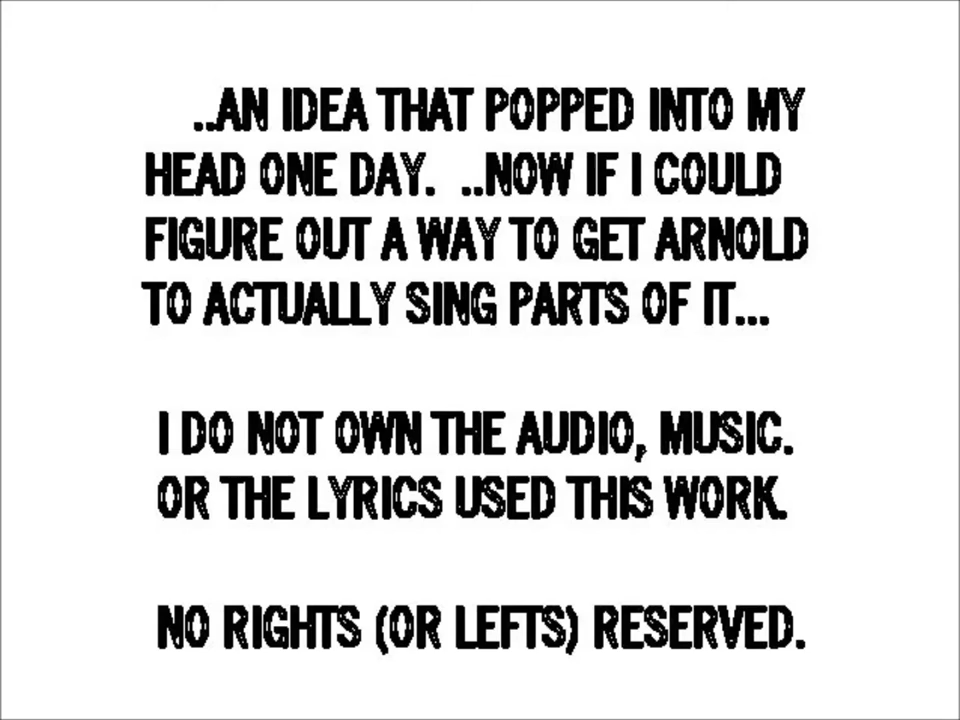 ..AN IDEA THAT POPPED INTO MY
HEAD ONE DAY. ..NOW IF I COULD
FIGURE OUT A WAY TO GET ARNOLD
TO ACTUALLY SING PARTS OF IT...
I DO NOT OWN THE AUDIO, MUSIC.
OR THE LYRICS USED THIS WORK.
NO RIGHTS (OR LEFTS) RESERVED.